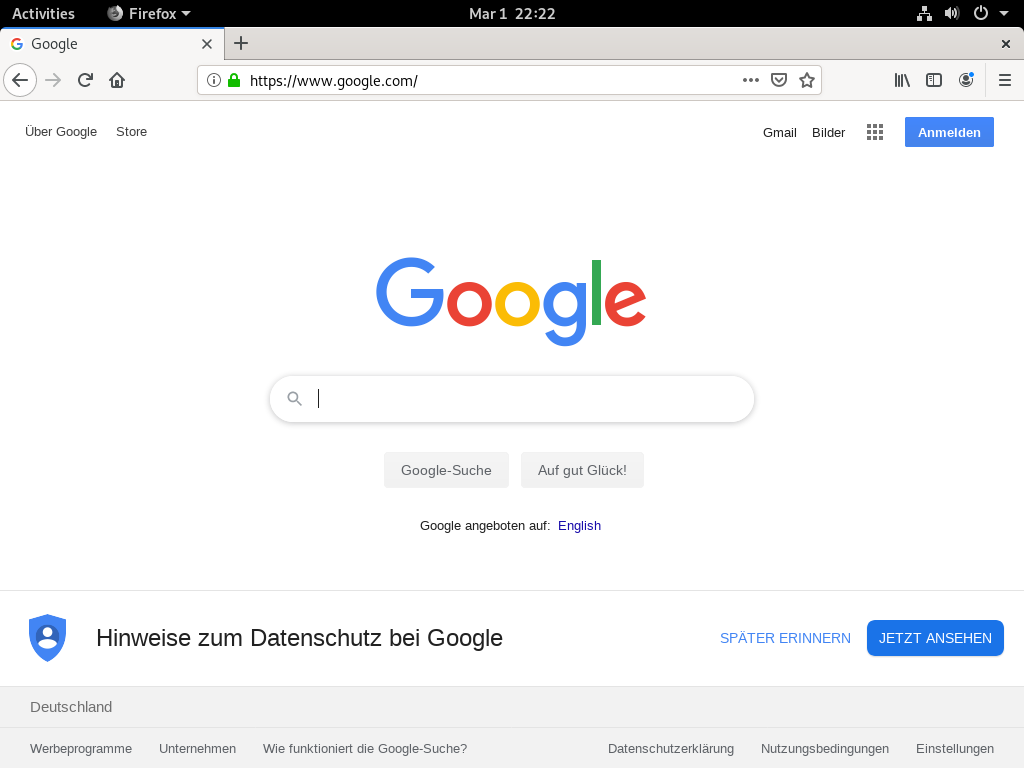 Activities Firefox Mar 1 22:22
Google
https://www.google.com/
Über Google Store Gmail Bilder Anmelden
Google
Google-Suche Auf gut Glück!
Google angeboten auf: English
Hinweise zum Datenschutz bei Google SPÄTER ERINNERN JETZT ANSEHEN
Deutschland
Werbeprogramme Unternehmen Wie funktioniert die Google-Suche? Datenschutzerklärung Nutzungsbedingungen Einstellungen